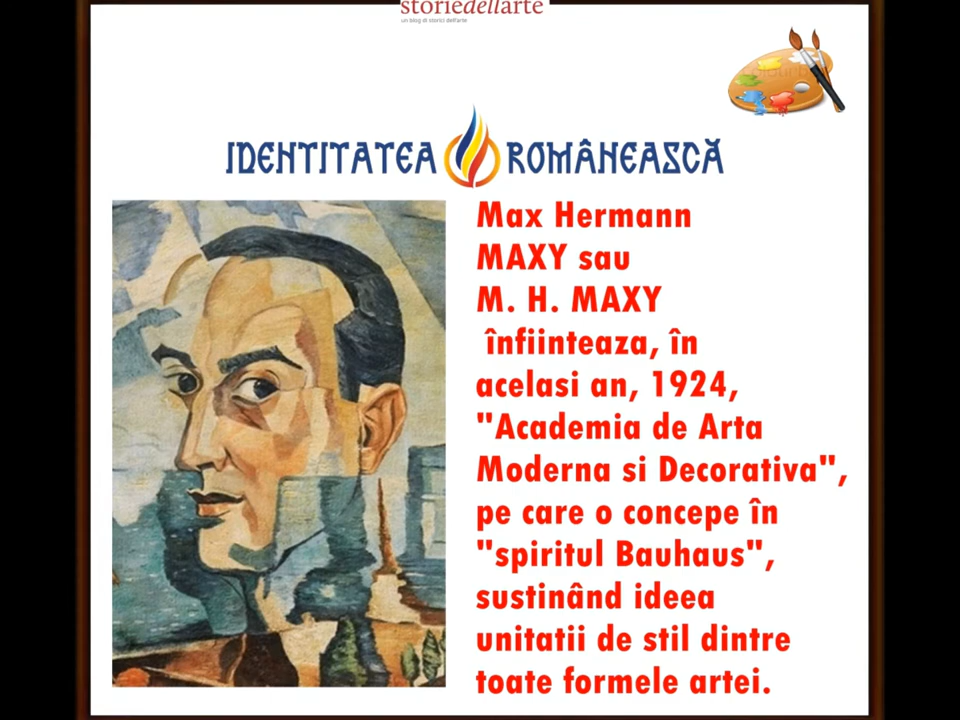 storiedellarte
un blog di storici dell'arte
IDENTITATEA ROMÂNEASCĂ
Max Hermann
MAXY sau
M. H. MAXY
înfiinteaza, în
acelasi an, 1924,
"Academia de Arta
Moderna si Decorativa",
pe care o concepe în
"spiritul Bauhaus",
sustinând ideea
unitatii de stil dintre
toate formele artei.